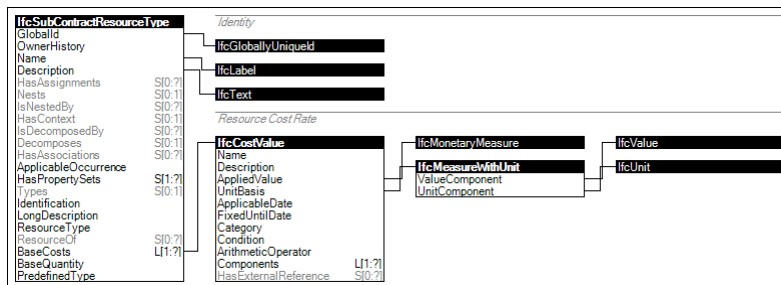 IfcSubContractResourceType
GlobalId
OwnerHistory
Name
Description
HasAssignments S[0:?]
Nests S[0:1]
IsNestedBy S[0:?]
HasContext S[0:1]
IsDecomposedBy S[0:?]
Decomposes S[0:1]
HasAssociations S[0:?]
ApplicableOccurrence
HasPropertySets S[1:?]
Types S[0:1]
Identification
LongDescription
ResourceType
ResourceOf S[0:?]
BaseCosts L[1:?]
BaseQuantity
PredefinedType
Identity
IfcGloballyUniqueId
IfcLabel
IfcText
Resource Cost Rate
IfcCostValue
Name
Description
AppliedValue
UnitBasis
ApplicableDate
FixedUntilDate
Category
Condition
ArithmeticOperator
Components L[1:?]
HasExternalReference S[0:?]
IfcMonetaryMeasure
IfcMeasureWithUnit
ValueComponent
UnitComponent
IfcValue
IfcUnit